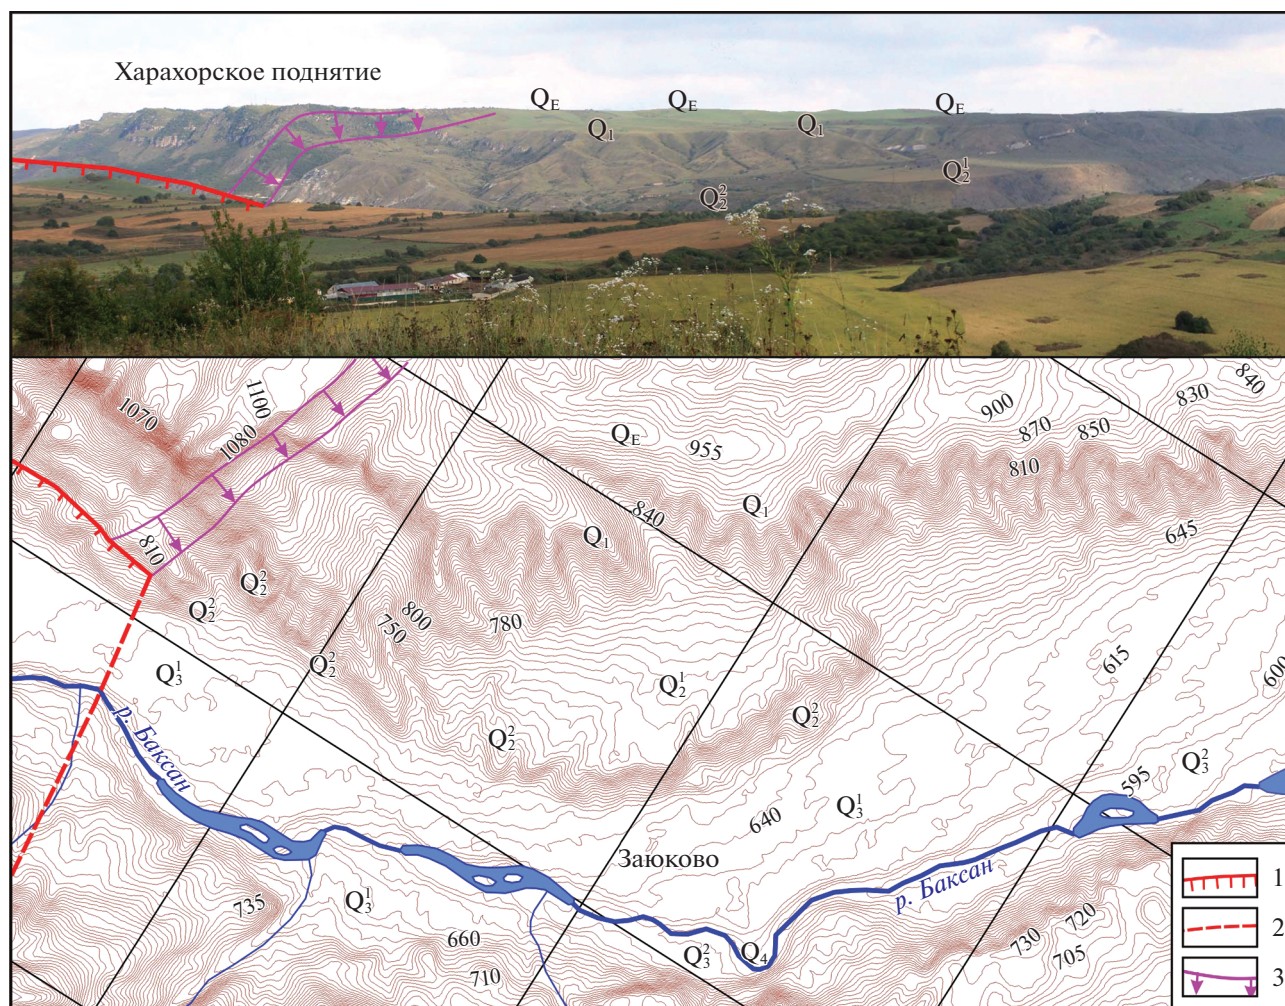 Харахорское поднятие
Q_E Q_E Q_E
Q_1 Q_1
Q_2^1
Q_2^2
1070
1100
1080
840
830
900
870
850
Q_E
955
810
Q_1
840
Q_1
645
810
Q_2^2
Q_2^2
800
750
780
Q_2^2
Q_3^1
Q_2^1
615
600
Q_2^2
Q_2^2
р. Баксан
595
Q_3^2
640
Q_3^1
Заюково
р. Баксан
735
Q_3^1
660
710
Q_3^2
Q_4
730
720
705
1
2
3